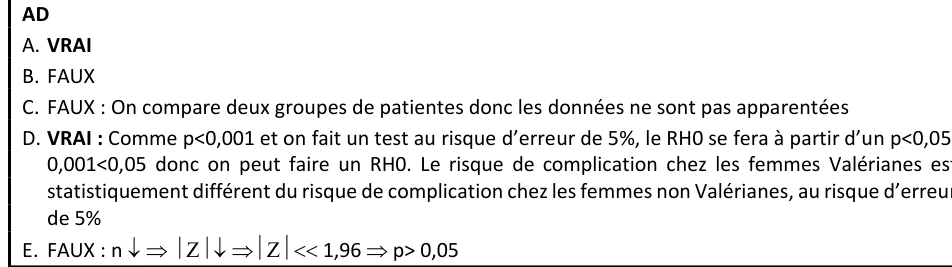 AD
A. VRAI
B. FAUX
C. FAUX : On compare deux groupes de patientes donc les données ne sont pas apparentées
D. VRAI : Comme p<0,001 et on fait un test au risque d’erreur de 5%, le RH0 se fera à partir d’un p<0,05
0,001<0,05 donc on peut faire un RH0. Le risque de complication chez les femmes Valérianes es
statistiquement différent du risque de complication chez les femmes non Valérianes, au risque d’erreur
de 5%
E. FAUX : n ↓ ⇒ |Z| ↓ ⇒ |Z| << 1,96 ⇒ p> 0,05